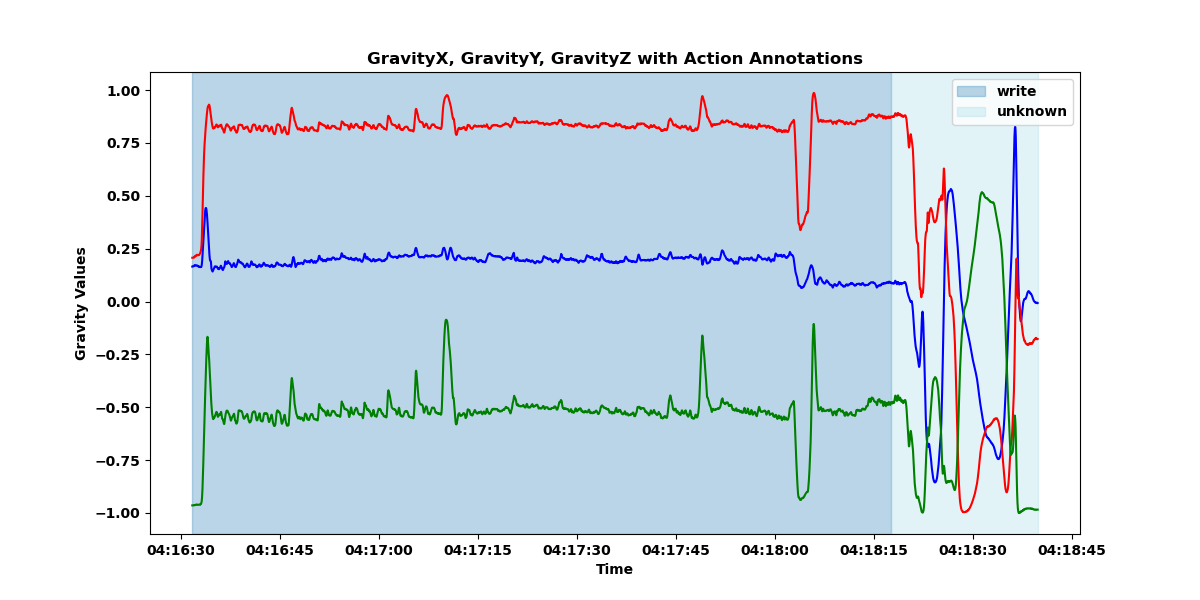 GravityX, GravityY, GravityZ with Action Annotations
write
unknown
Gravity Values
1.00
0.75
0.50
0.25
0.00
−0.25
−0.50
−0.75
−1.00
04:16:30 04:16:45 04:17:00 04:17:15 04:17:30 04:17:45 04:18:00 04:18:15 04:18:30 04:18:45
Time